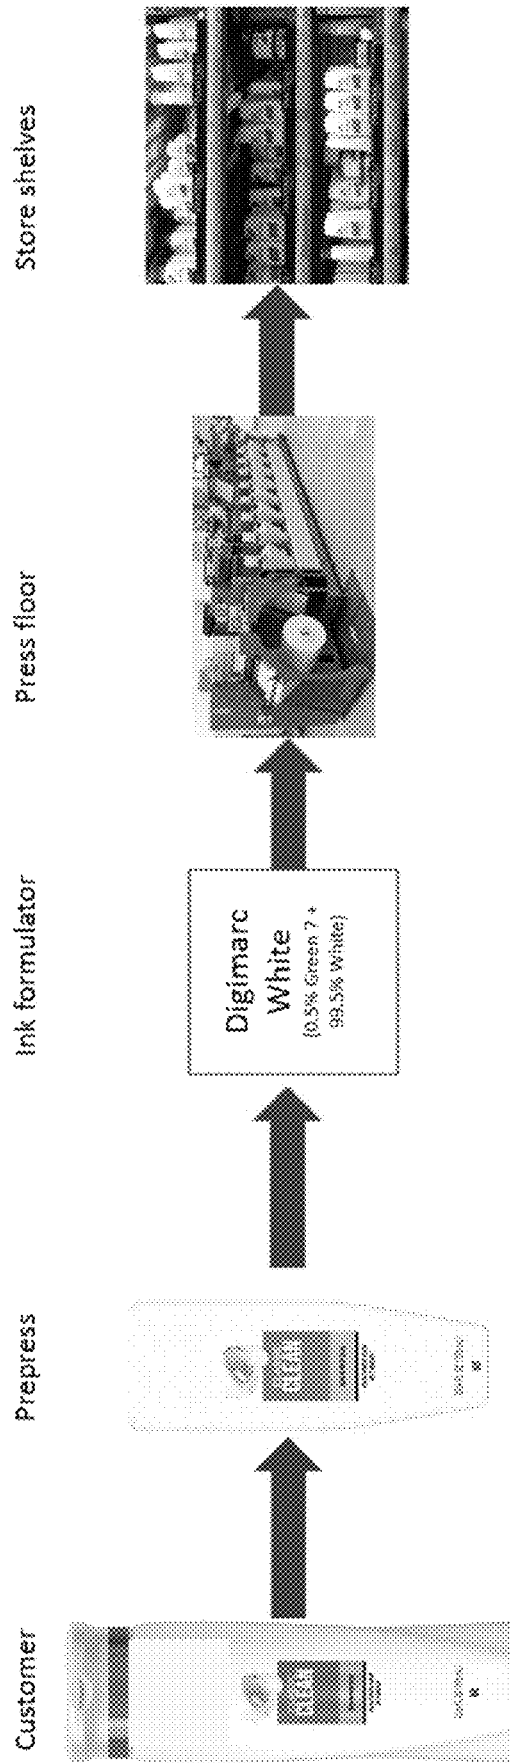 Customer
Prepress
Ink formulator
Press floor
Store shelves
Digimarc
White
(0.5% Green 7 +
99.5% White)